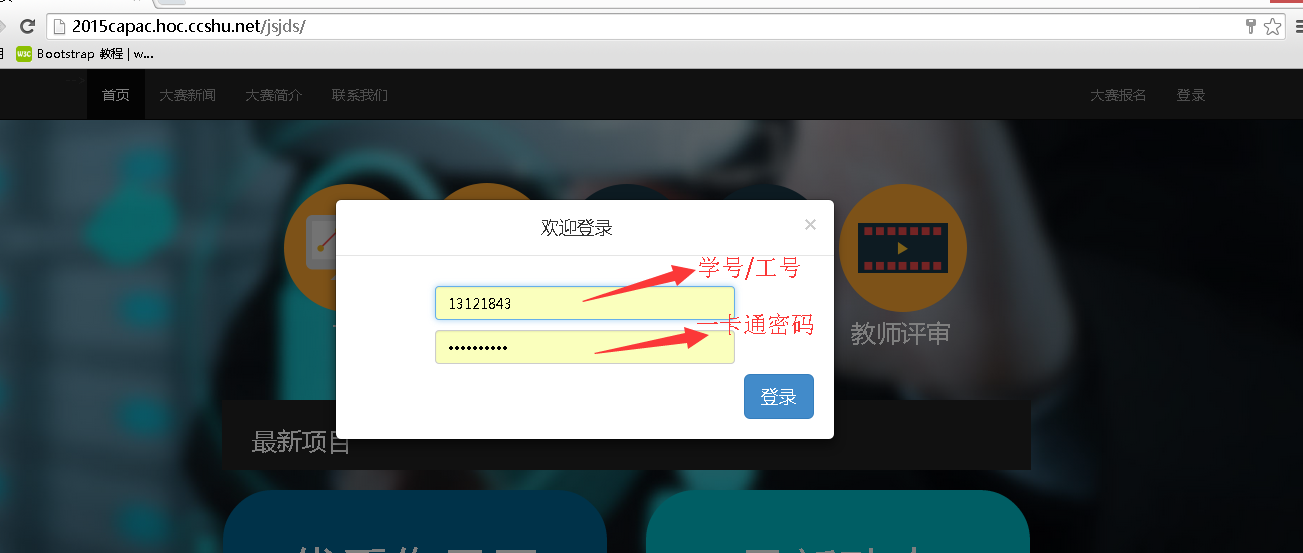 2015capac.hoc.ccshu.net/jsjds/
Bootstrap 教程 | w...
首页 大赛新闻 大赛简介 联系我们 大赛报名 登录
欢迎登录 ×
学号/工号
13121843
一卡通密码
••••••••••
教师评审
登录
最新项目